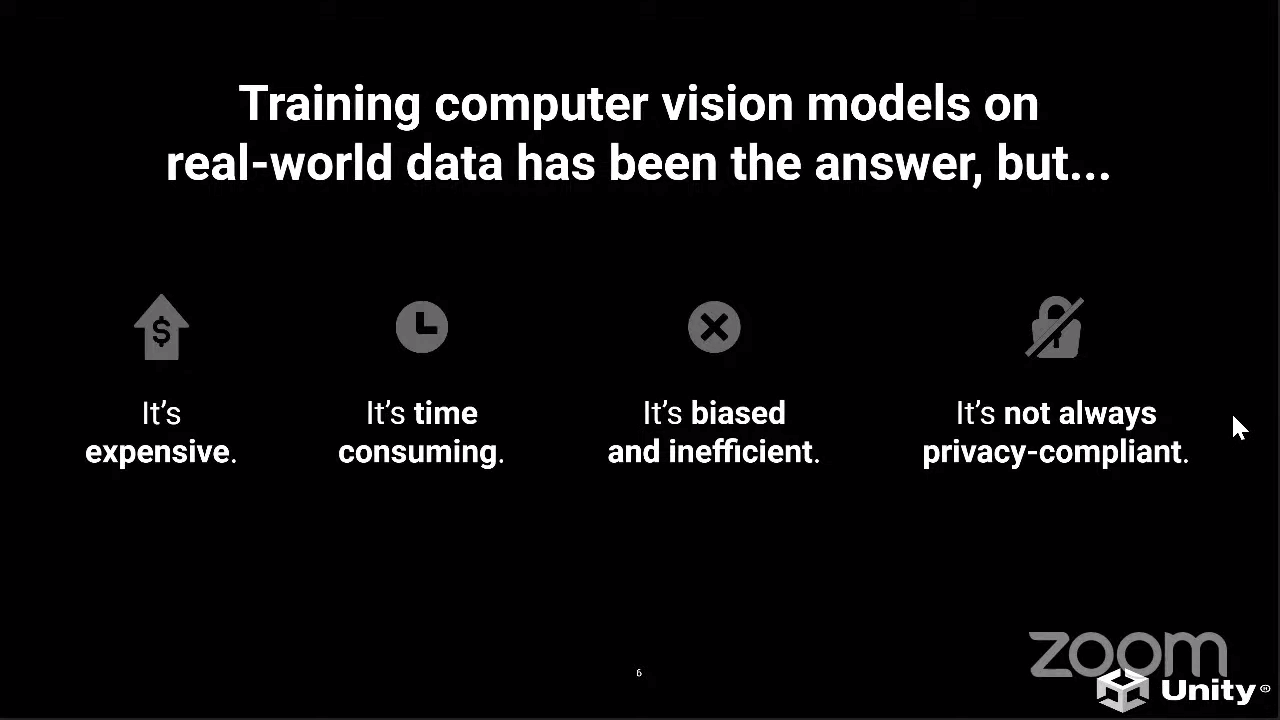 Training computer vision models on
real-world data has been the answer, but...
$
It's
expensive.
It's time
consuming.
It's biased
and inefficient.
It's not always
privacy-compliant.
6
zoom
Unity®